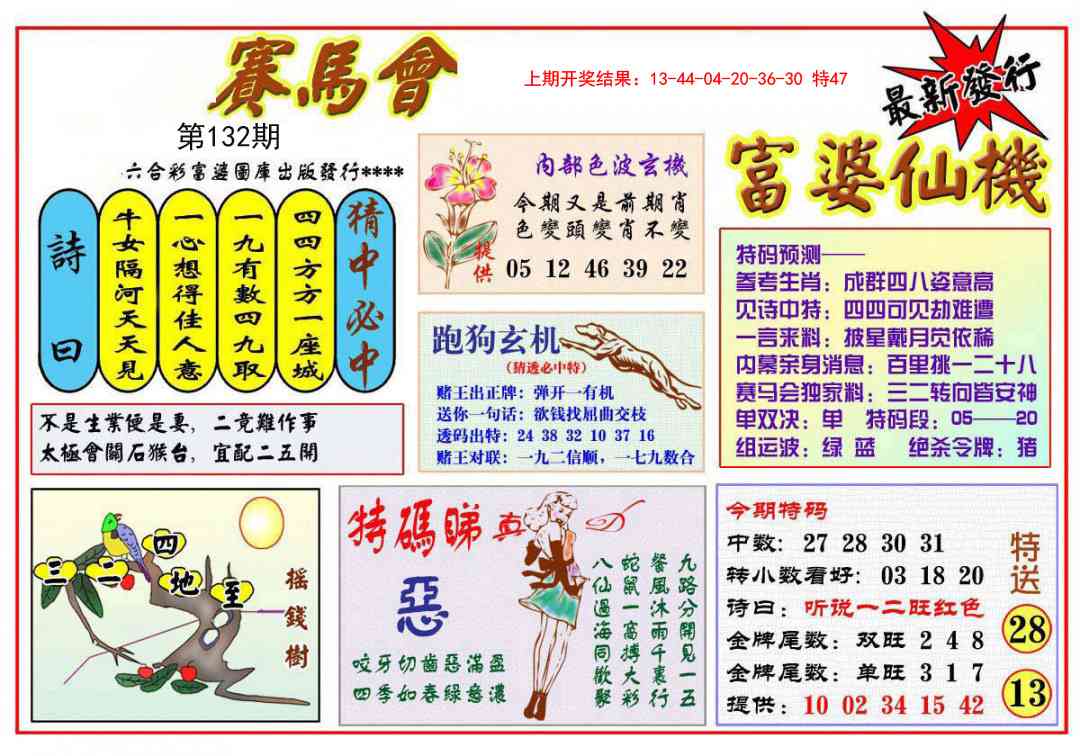 賽馬會
上期开奖结果：13-44-04-20-36-30 特47
最新發行
第132期
六合彩富婆圖庫出版發行****
富婆仙機
詩曰
牛女隔河天天見
一心想得佳人意
一九有數四九取
四四方方一座城
猜中必中
不是生業便是妻，二竞難作事
太極會關石猴台，宜配二五開
內部色波玄機
今期又是前期肖
色變頭變肖不變
提供
05 12 46 39 22
跑狗玄机
（猜透必中特）
赌王出正牌：弹开一有机
送你一句话：欲钱找屈曲交枝
透码出特：24 38 32 10 37 16
赌王对联：一九二信顺，一七九数合
特码预测——
参考生肖：成群四八姿意高
见诗中特：四四可见劫难遭
一言来料：披星戴月觉依稀
内幕亲身消息：百里挑一二十八
赛马会独家料：三二转向皆安神
单双决：单 特码段：05——20
组运波：绿 蓝 绝杀令牌：猪
三二四地至
摇錢樹
特碼睇真D
惡
咬牙切齒惡滿盈
四季如春綠意濃
八仙過海同歡聚
蛇鼠一窩搏大彩
餐風沐雨千裏行
九路分開見一五
今期特码
中数：27 28 30 31
转小数看好：03 18 20
诗曰：听说一二旺红色
金牌尾数：双旺 2 4 8
金牌尾数：单旺 3 1 7
提供：10 02 34 15 42
特送
28
13